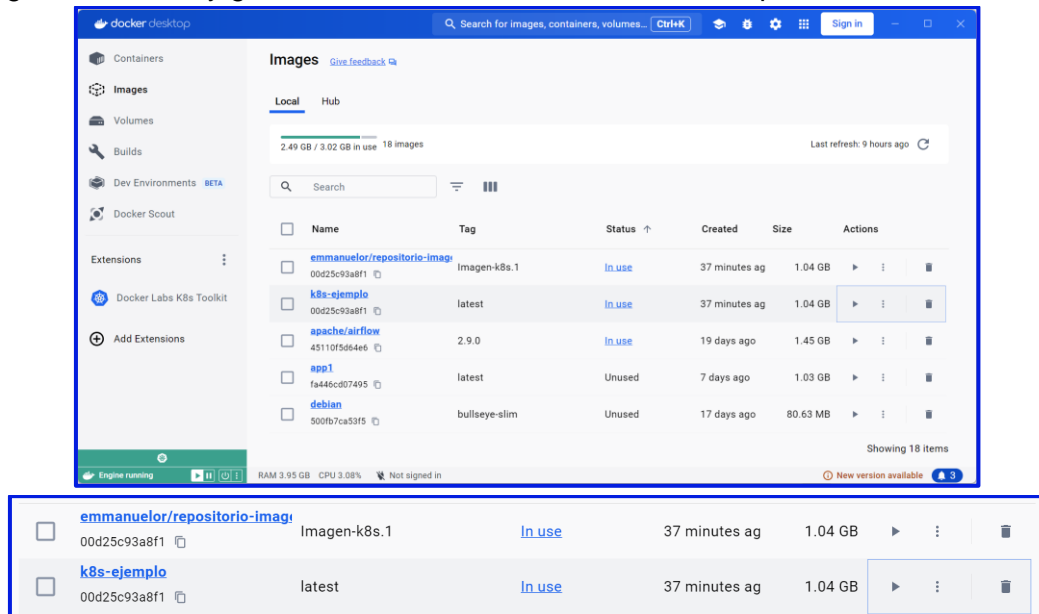 docker desktop Search for images, containers, volumes... Ctrl+K Sign in
Containers
Images
Volumes
Builds
Dev Environments BETA
Docker Scout
Extensions
Docker Labs K8s Toolkit
Add Extensions
Images Give feedback
Local Hub
2.49 GB / 3.02 GB in use 18 images Last refresh: 9 hours ago
Search
Name Tag Status ↑ Created Size Actions
emmanuelor/repositorio-image
00d25c93a8f1 Imagen-k8s.1 In use 37 minutes ag 1.04 GB
k8s-ejemplo
00d25c93a8f1 latest In use 37 minutes ag 1.04 GB
apache/airflow
45110f5d64e6 2.9.0 In use 19 days ago 1.45 GB
app1
fa446cd07495 latest Unused 7 days ago 1.03 GB
debian
500fb7ca53f5 bullseye-slim Unused 17 days ago 80.63 MB
Showing 18 items
Engine running RAM 3.95 GB CPU 3.08% Not signed in New version available 3
emmanuelor/repositorio-imag
00d25c93a8f1 Imagen-k8s.1 In use 37 minutes ag 1.04 GB
k8s-ejemplo
00d25c93a8f1 latest In use 37 minutes ag 1.04 GB